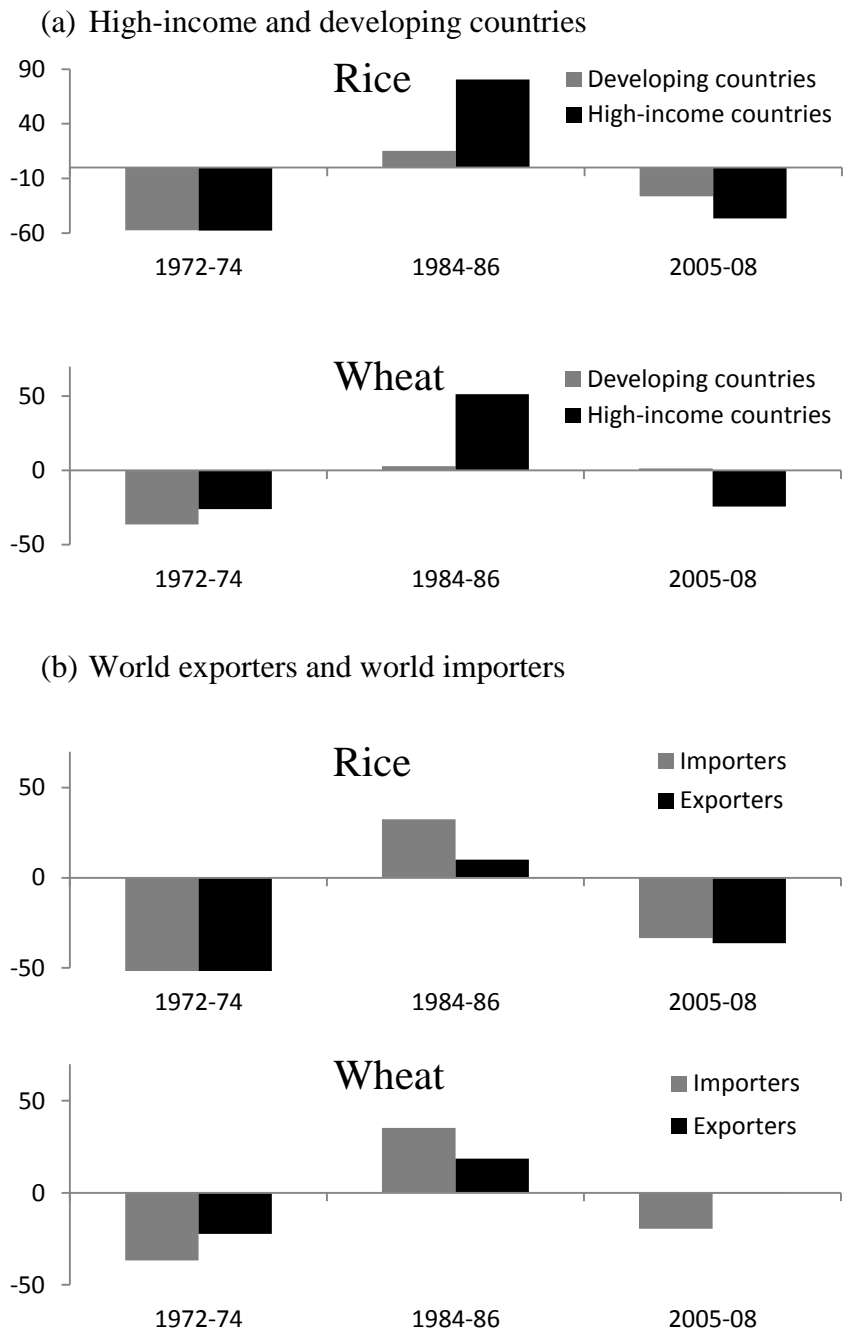 (a) High-income and developing countries
Rice
90
40
-10
-60
Developing countries
High-income countries
1972-74 1984-86 2005-08
Wheat
50
0
-50
Developing countries
High-income countries
1972-74 1984-86 2005-08
(b) World exporters and world importers
Rice
50
0
-50
Importers
Exporters
1972-74 1984-86 2005-08
Wheat
50
0
-50
Importers
Exporters
1972-74 1984-86 2005-08